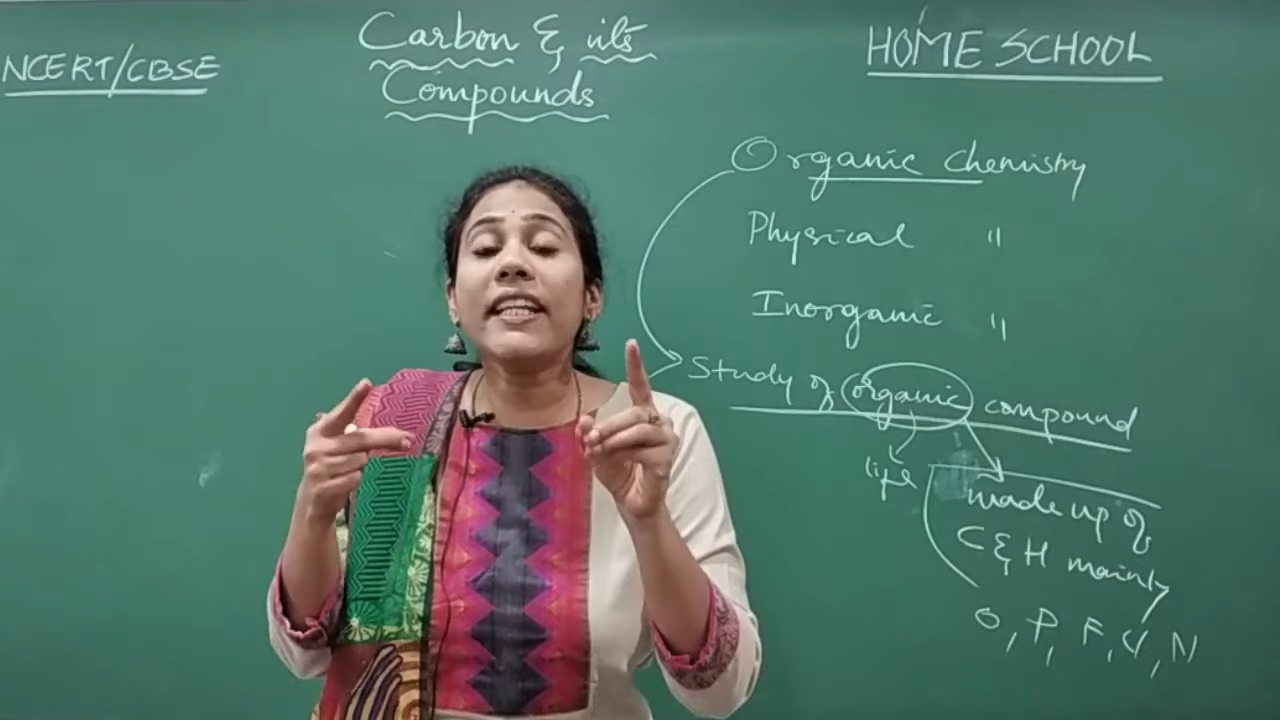 NCERT/CBSE
Carbon & its
Compounds
HOME SCHOOL
Organic Chemistry
Physical "
Inorganic "
Study of organic compound
life
made up of
C & H mainly
O, P, F, Cl, N